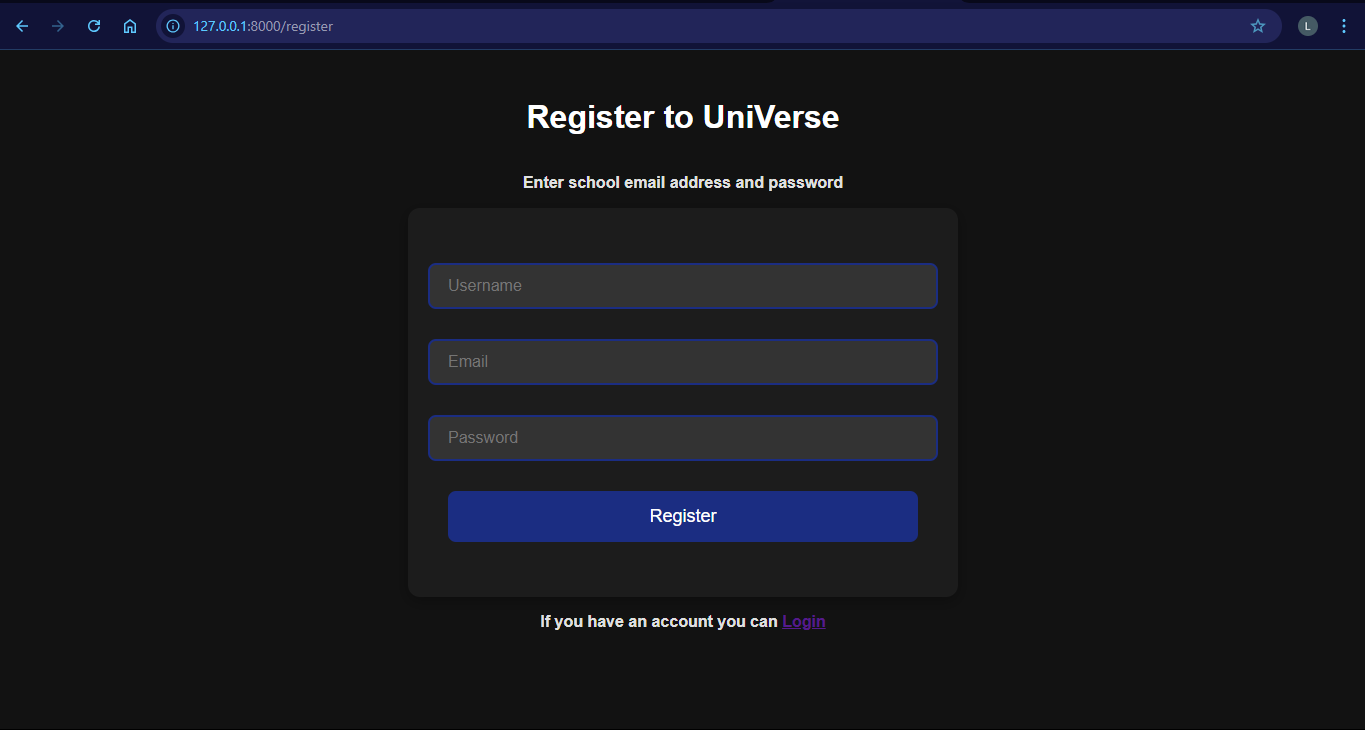 127.0.0.1:8000/register
L
Register to UniVerse
Enter school email address and password
Username
Email
Password
Register
If you have an account you can Login